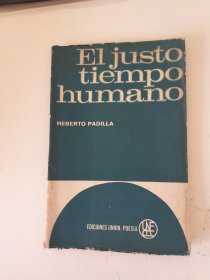 El justo
tiempo
humano
HEBERTO PADILLA
EDICIONES UNION. POESIA